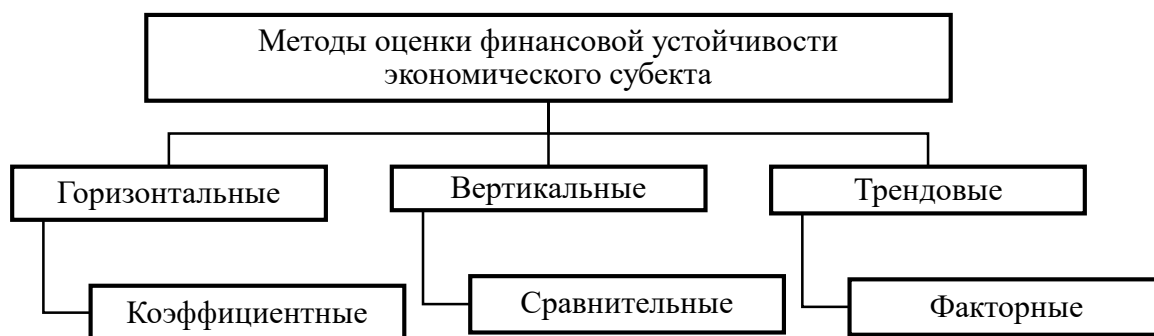 Методы оценки финансовой устойчивости
экономического субекта
Горизонтальные
Вертикальные
Трендовые
Коэффициентные
Сравнительные
Факторные